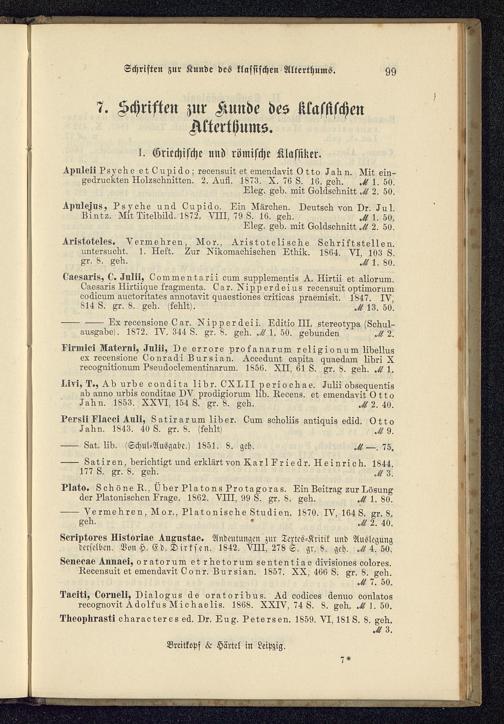 Schriften zur Kunde des klassischen Alterthums. 99
7. Schriften zur Kunde des klassischen
Alterthums.
1. Griechische und römische Klassiker.
Apuleii Psyche et Cupido; recensuit et emendavit Otto Jahn. Mit ein-
gedruckten Holzschnitten. 2. Aufl. 1873. X. 76 S. 16. geh. ℳ 1. 50.
Eleg. geb. mit Goldschnitt ℳ 2. 50.
Apulejus, Psyche und Cupido. Ein Märchen. Deutsch von Dr. Jul.
Bintz. Mit Titelbild. 1872. VIII, 79 S. 16. geh. ℳ 1. 50.
Eleg. geb. mit Goldschnitt ℳ 2. 50.
Aristoteles. Vermehren, Mor., Aristotelische Schriftstellen.
untersucht. 1. Heft. Zur Nikomachischen Ethik. 1864. VI, 103 S.
gr. 8. geh. ℳ 1. 80.
Caesaris, C. Julii, Commentarii cum supplementis A. Hirtii et aliorum.
Caesaris Hirtiique fragmenta. Car. Nipperdeius recensuit optimorum
codicum auctoritates annotavit quaestiones criticas praemisit. 1847. IV,
814 S. gr. 8. geh. (fehlt). ℳ 13. 50.
—— —— Ex recensione Car. Nipperdeii. Editio III. stereotypa (Schul-
ausgabe). 1872. IV. 344 S. gr. 8. geh. ℳ 1. 50. gebunden ℳ 2.
Firmici Materni, Julii, De errore profanarum religionum libellus
ex recensione Conradi Bursian. Accedunt capita quaedam libri X
recognitionum Pseudoclementinarum. 1856. XII, 61 S. gr. 8. geh. ℳ 1.
Livi, T., Ab urbe condita libr. CXLII periochae. Julii obsequentis
ab anno urbis conditae DV prodigiorum lib. Recens. et emendavit Otto
Jahn. 1853. XXVI, 154 S. gr. 8. geh. ℳ 2. 40.
Persii Flacci Auli, Satirarum liber. Cum scholiis antiquis edid. Otto
Jahn. 1843. 40 S. gr. 8. (fehlt) ℳ 9.
—— Sat. lib. (Schul-Ausgabe.) 1851. 8. geh. ℳ —. 75.
—— Satiren, berichtigt und erklärt von Karl Friedr. Heinrich. 1844.
177 S. gr. 8. geh. ℳ 3.
Plato. Schöne R., Über Platons Protagoras. Ein Beitrag zur Lösung
der Platonischen Frage. 1862. VIII, 99 S. gr. 8. geh. ℳ 1. 80.
—— Vermehren, Mor., Platonische Studien. 1870. IV, 164 S. gr. 8.
geh. ℳ 2. 40.
Scriptores Historiae Augustae. Andeutungen zur Textes-Kritik und Auslegung
derselben. Von H. Ed. Dirksen. 1842. VIII, 278 S. gr. 8. geh. ℳ 4. 50.
Senecae Annaei, oratorum et rhetorum sententiae divisiones colores.
Recensuit et emendavit Conr. Bursian. 1857. XX, 466 S. gr. 8. geh.
ℳ 7. 50.
Taciti, Corneli, Dialogus de oratoribus. Ad codices denuo conlatos
recognovit Adolfus Michaelis. 1868. XXIV, 74 S. 8. geh. ℳ 1. 50.
Theophrasti characteres ed. Dr. Eug. Petersen. 1859. VI, 181 S. 8. geh.
ℳ 3.
Breitkopf & Härtel in Leipzig.
7*